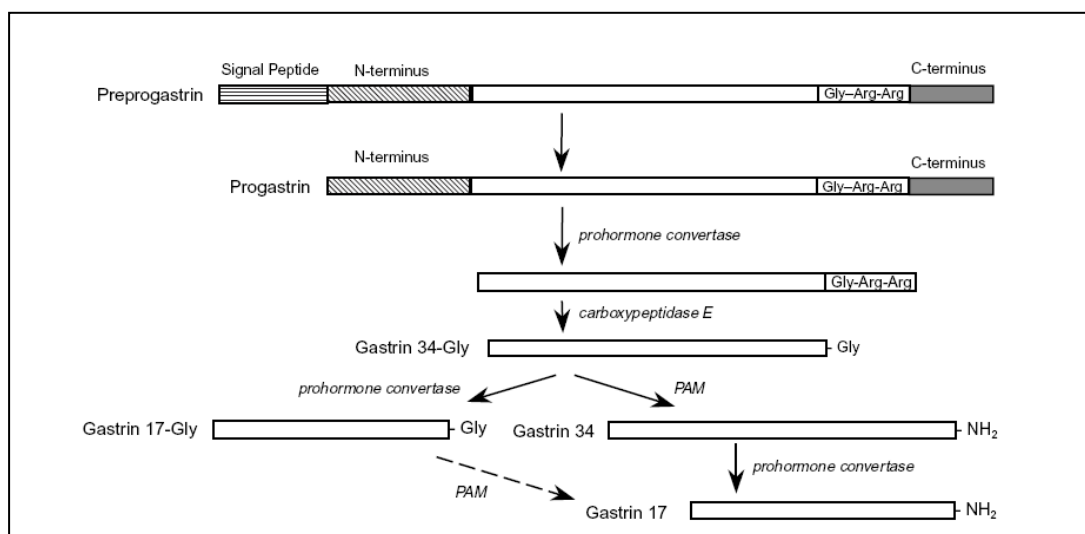 Signal Peptide N-terminus C-terminus
Preprogastrin Gly–Arg-Arg
N-terminus C-terminus
Progastrin Gly–Arg-Arg
prohormone convertase
Gly-Arg-Arg
carboxypeptidase E
Gastrin 34-Gly Gly
prohormone convertase PAM
Gastrin 17-Gly Gly Gastrin 34 NH₂
prohormone convertase
PAM
Gastrin 17 NH₂